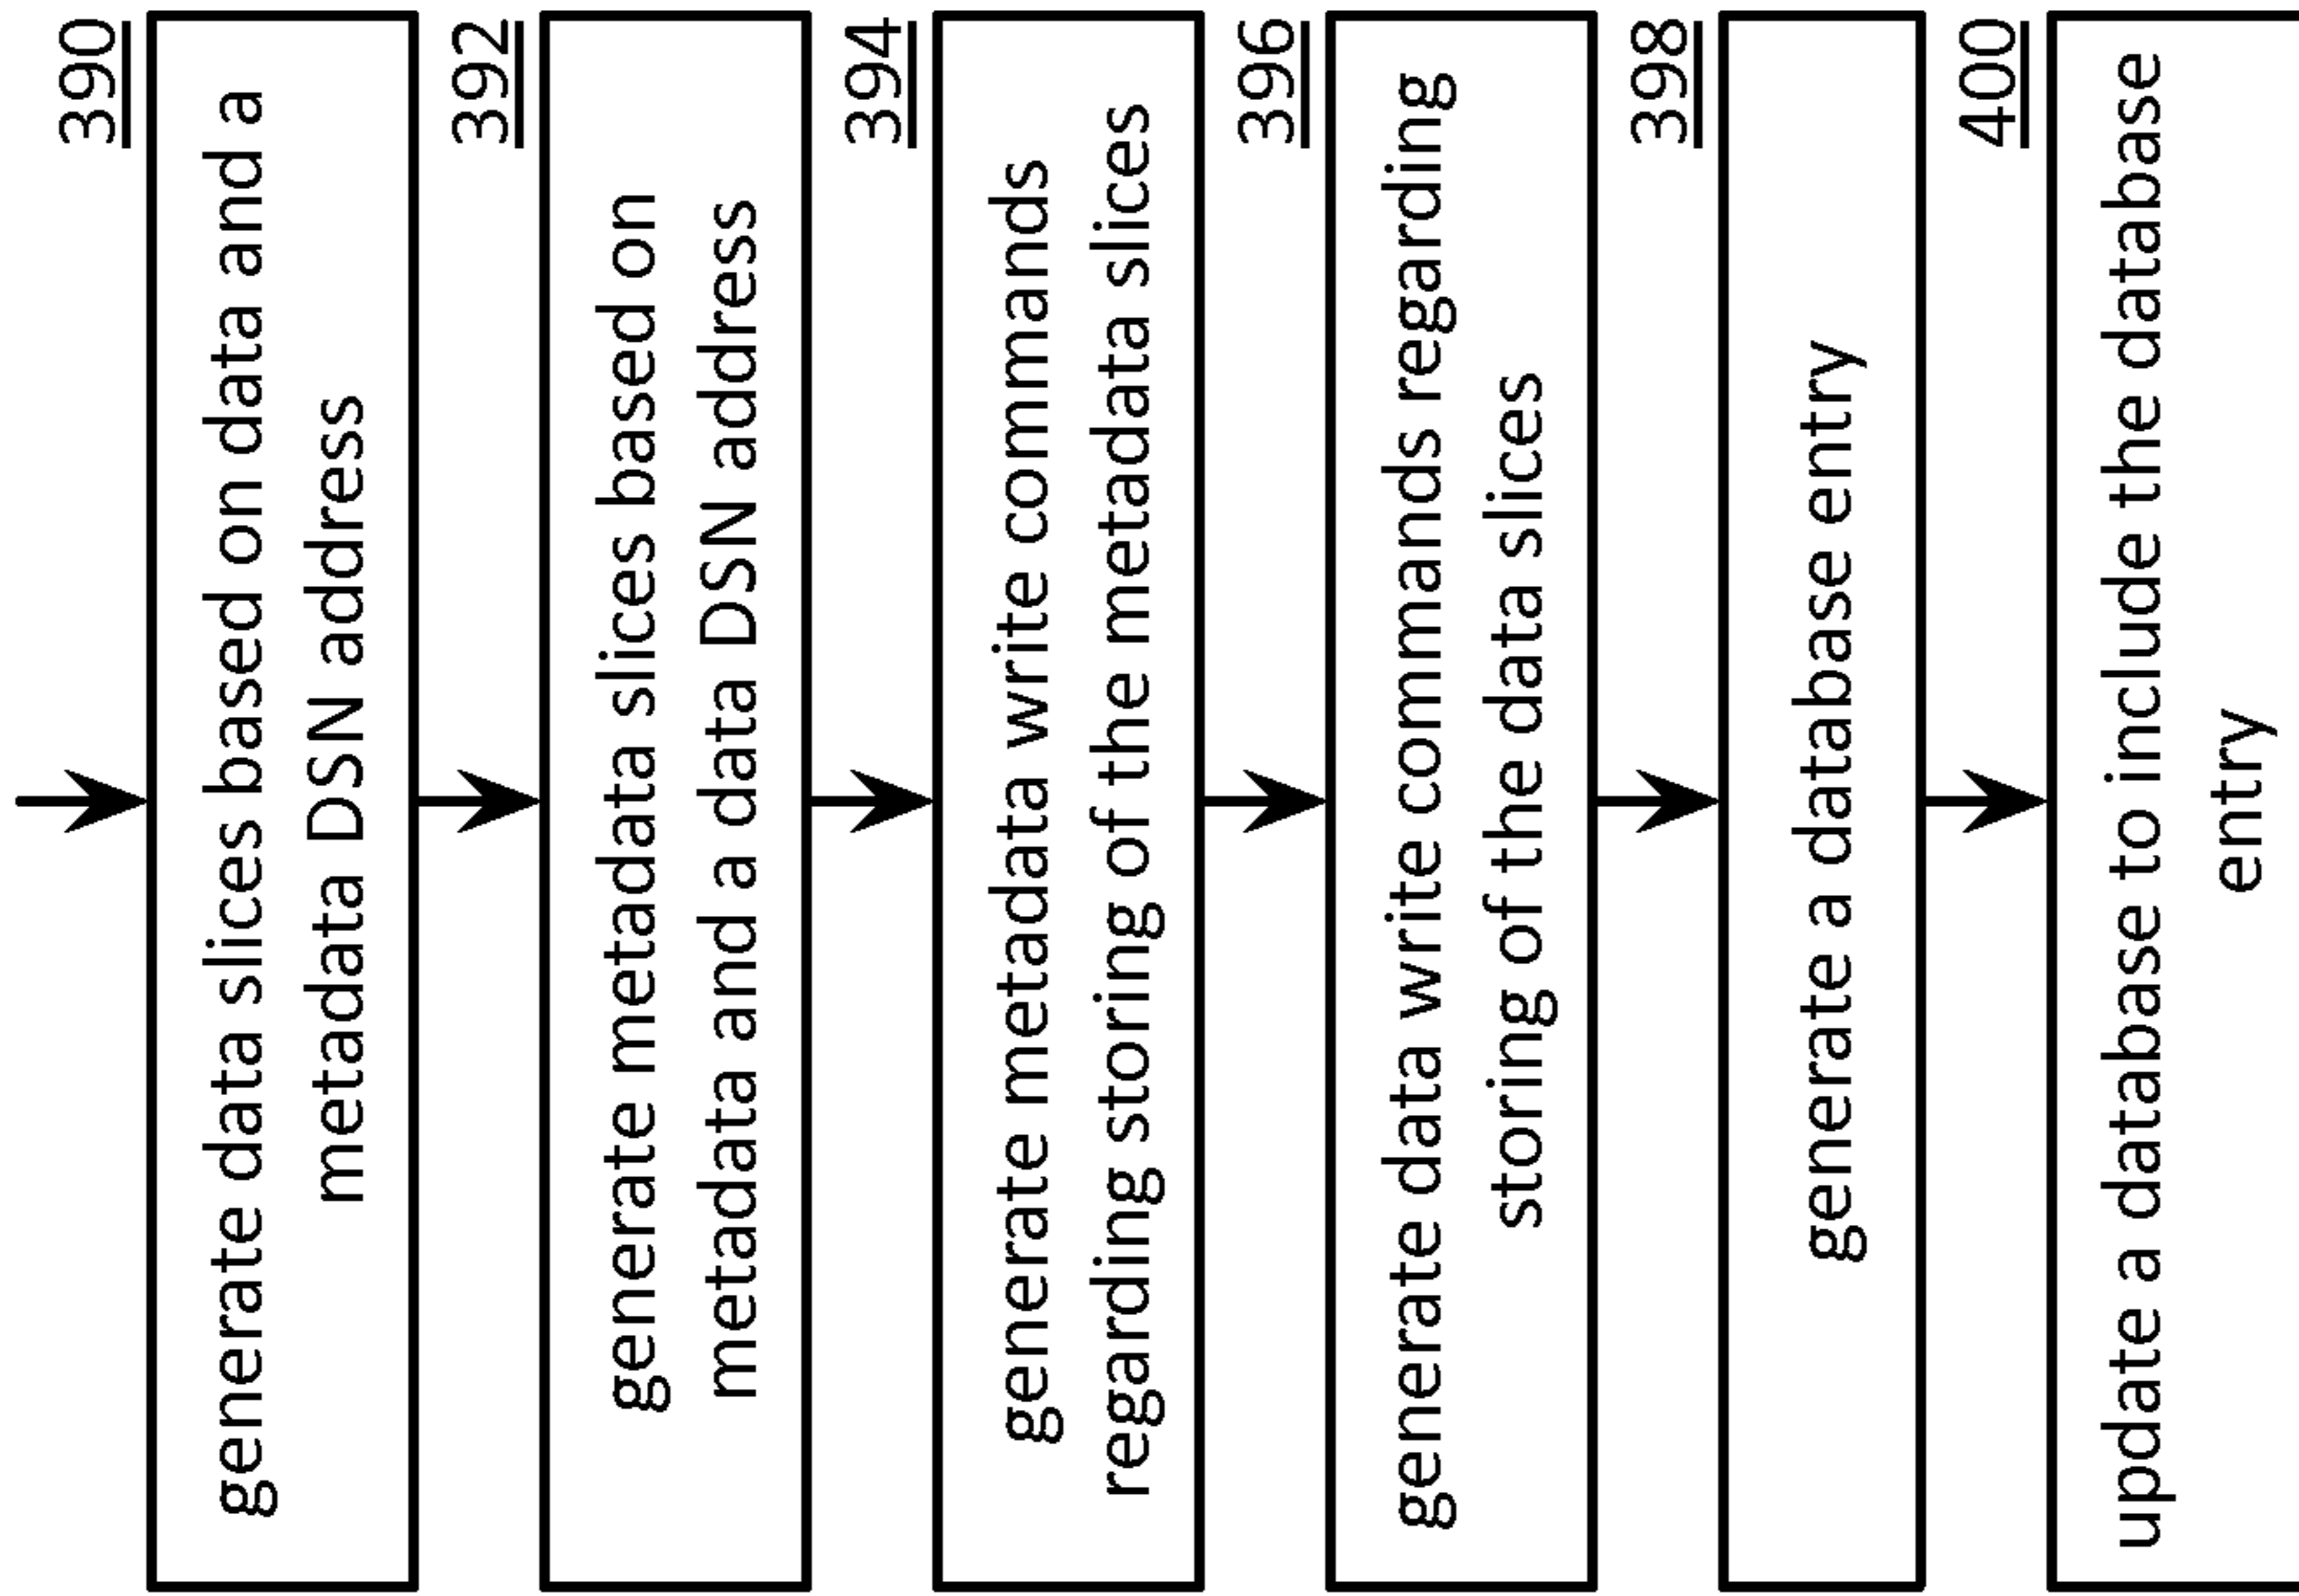 390
generate data slices based on data and a
metadata DSN address
392
generate metadata slices based on
metadata and a data DSN address
394
generate metadata write commands
regarding storing of the metadata slices
396
generate data write commands regarding
storing of the data slices
398
generate a database entry
400
update a database to include the database
entry